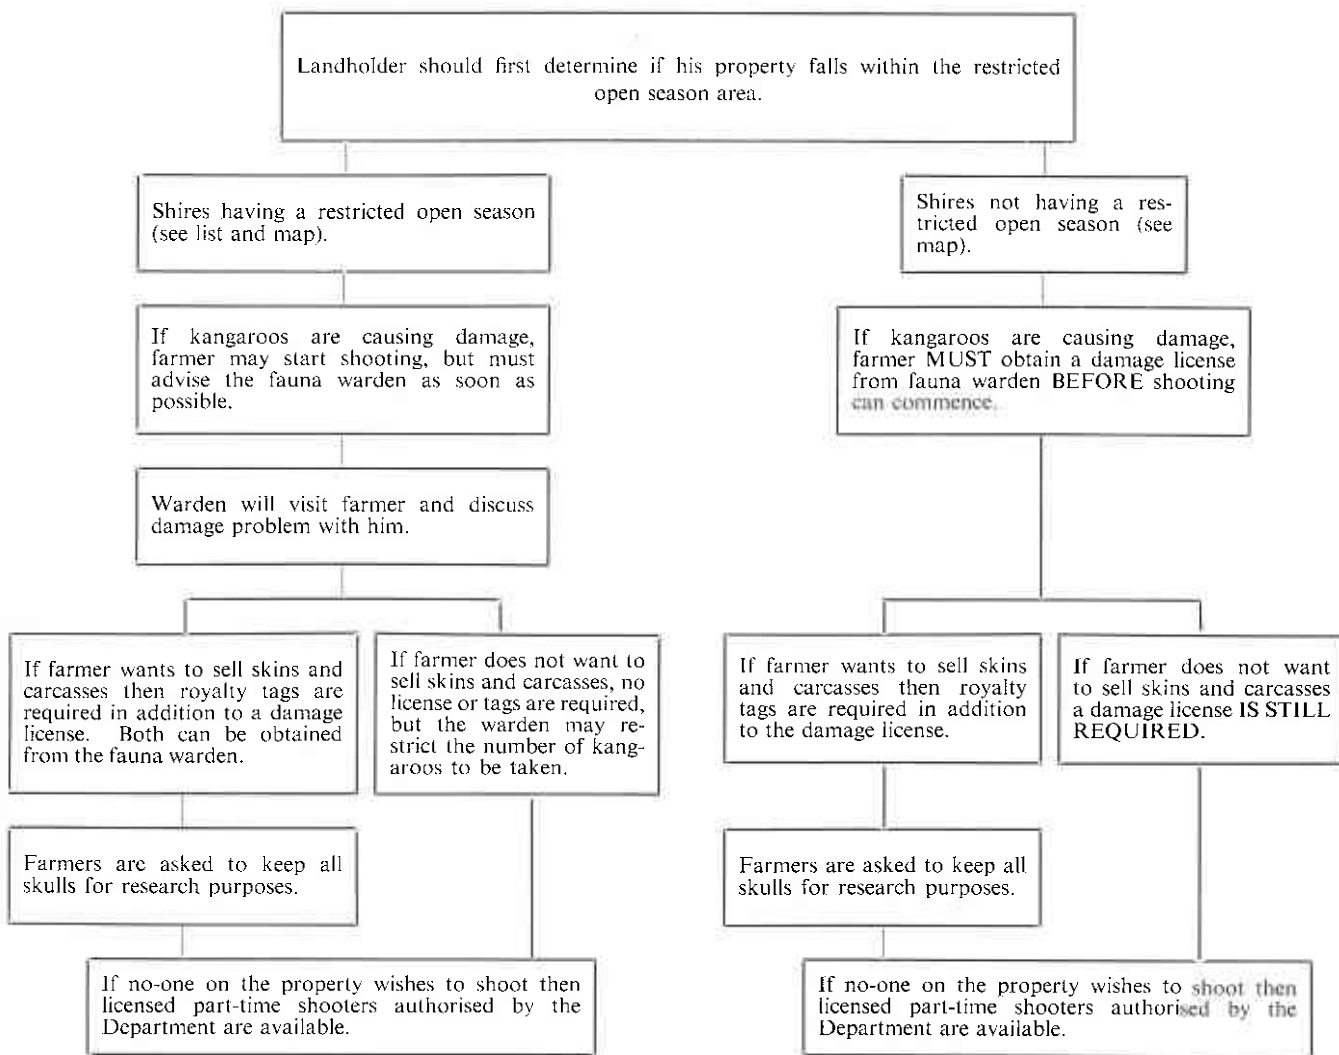 Landholder should first determine if his property falls within the restricted
open season area.
Shires having a restricted open season
(see list and map).
If kangaroos are causing damage,
farmer may start shooting, but must
advise the fauna warden as soon as
possible.
Warden will visit farmer and discuss
damage problem with him.
If farmer wants to sell skins and
carcasses then royalty tags are
required in addition to a damage
license. Both can be obtained
from the fauna warden.
If farmer does not want to
sell skins and carcasses, no
license or tags are required,
but the warden may re-
strict the number of kang-
aroos to be taken.
Farmers are asked to keep all
skulls for research purposes.
If no-one on the property wishes to shoot then
licensed part-time shooters authorised by the
Department are available.
Shires not having a res-
tricted open season (see
map).
If kangaroos are causing damage,
farmer MUST obtain a damage license
from fauna warden BEFORE shooting
can commence.
If farmer wants to sell skins
and carcasses then royalty
tags are required in addition
to the damage license.
If farmer does not want
to sell skins and carcasses
a damage license IS STILL
REQUIRED.
Farmers are asked to keep all
skulls for research purposes.
If no-one on the property wishes to shoot then
licensed part-time shooters authorised by the
Department are available.